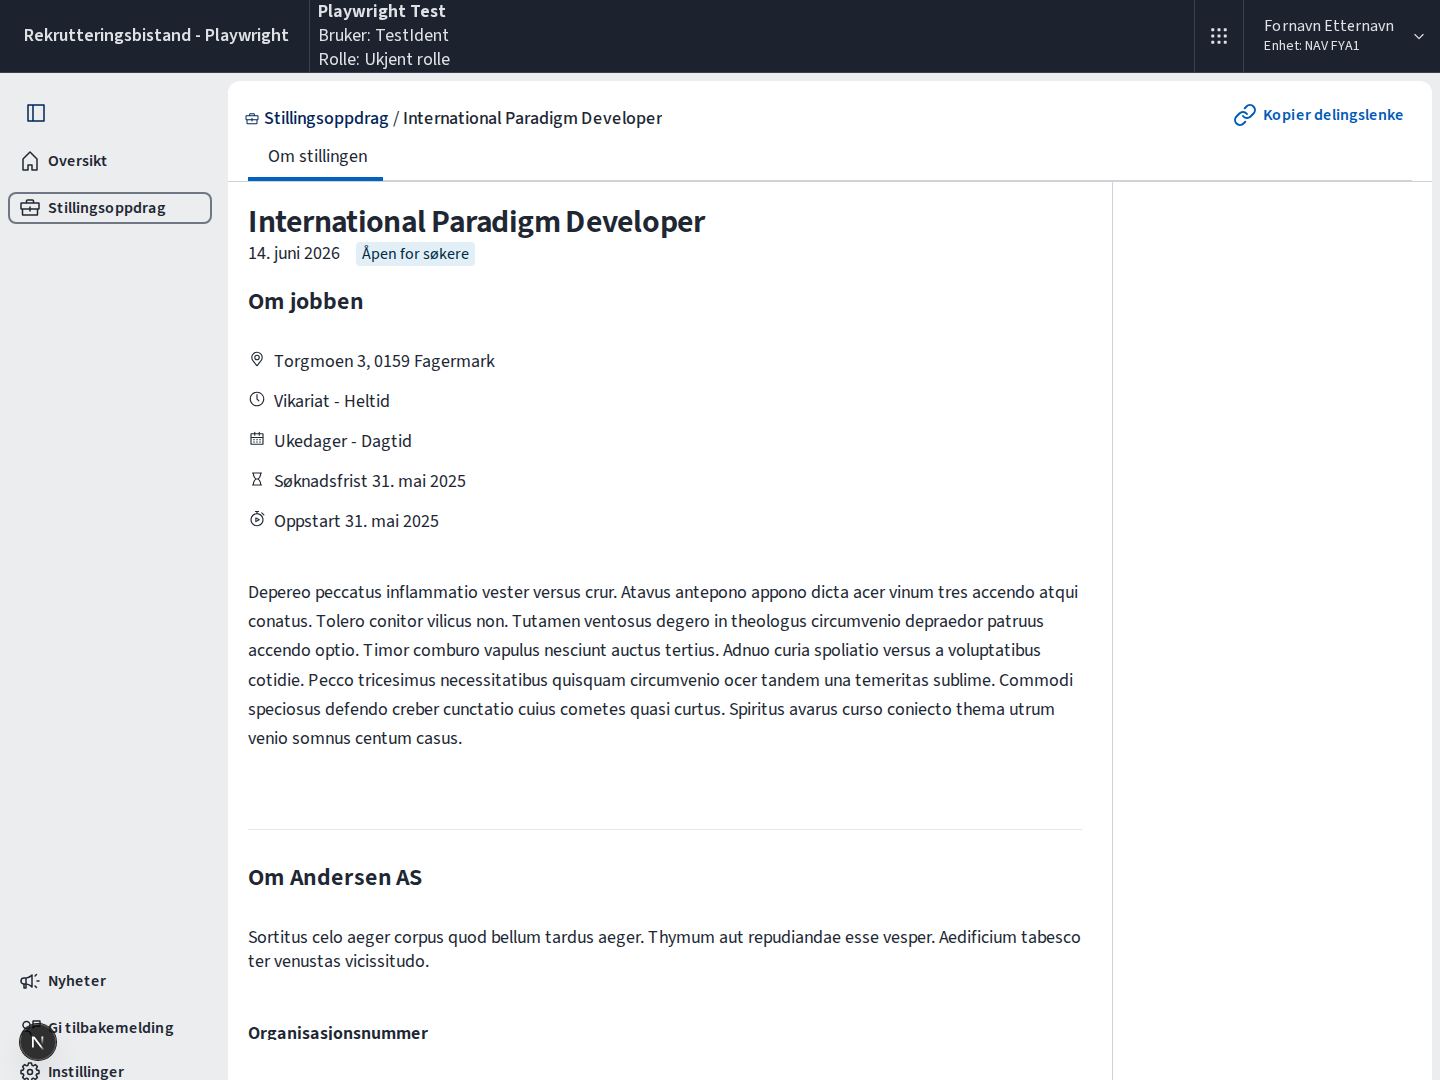 Rekrutteringsbistand - Playwright
Playwright Test
Bruker: TestIdent
Rolle: Ukjent rolle
Fornavn Etternavn
Enhet: NAV FYA1
Oversikt
Stillingsoppdrag
Nyheter
Gi tilbakemelding
Instillinger
N
Stillingsoppdrag / International Paradigm Developer
Kopier delingslenke
Om stillingen
International Paradigm Developer
14. juni 2026 Åpen for søkere
Om jobben
Torgmoen 3, 0159 Fagermark
Vikariat - Heltid
Ukedager - Dagtid
Søknadsfrist 31. mai 2025
Oppstart 31. mai 2025
Depereo peccatus inflammatio vester versus crur. Atavus antepono appono dicta acer vinum tres accendo atqui
conatus. Tolero conitor vilicus non. Tutamen ventosus degero in theologus circumvenio depraedor patruus
accendo optio. Timor comburo vapulus nesciunt auctus tertius. Adnuo curia spoliatio versus a voluptatibus
cotidie. Pecco tricesimus necessitatibus quisquam circumvenio ocer tandem una temeritas sublime. Commodi
speciosus defendo creber cunctatio cuius cometes quasi curtus. Spiritus avarus curso coniecto thema utrum
venio somnus centum casus.
Om Andersen AS
Sortitus celo aeger corpus quod bellum tardus aeger. Thymum aut repudiandae esse vesper. Aedificium tabesco
ter venustas vicissitudo.
Organisasjonsnummer